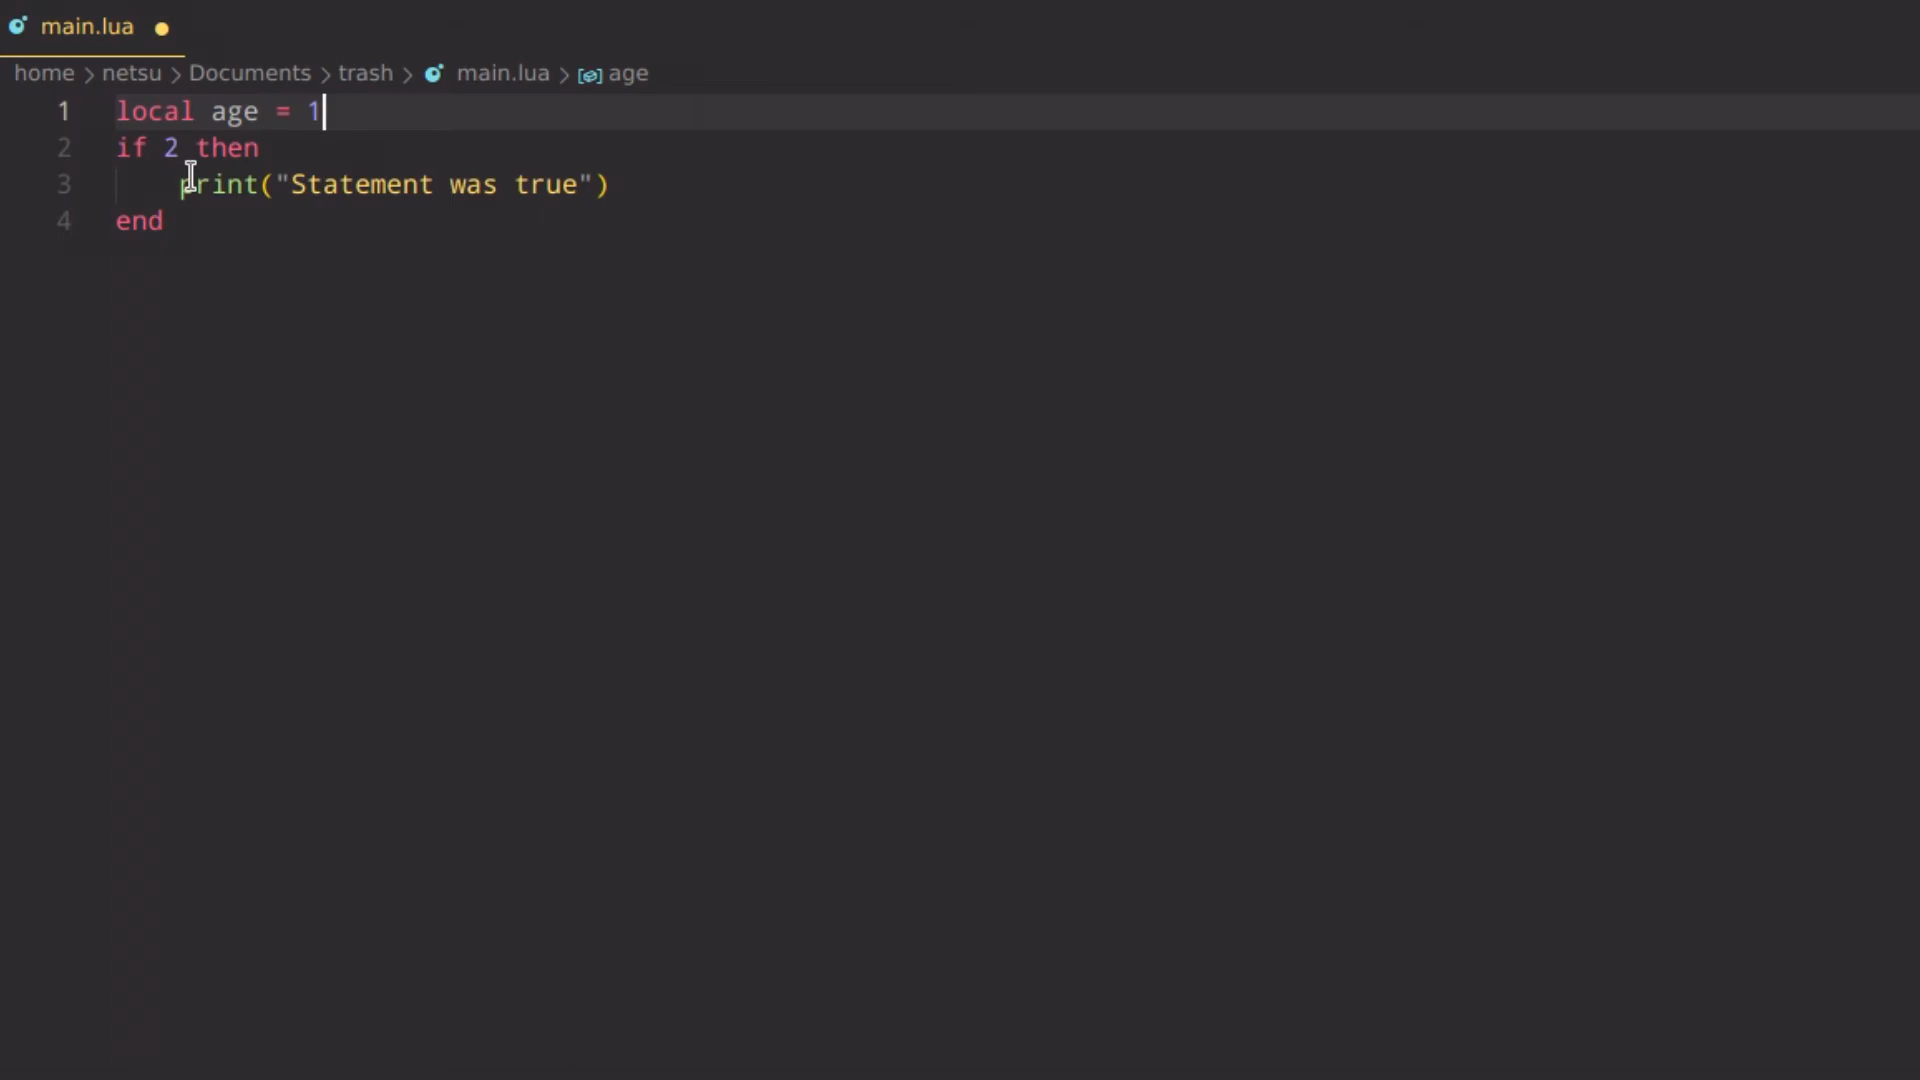 main.lua
home > netsu > Documents > trash > main.lua > age
1 local age = 1
2 if 2 then
3     print("Statement was true")
4 end